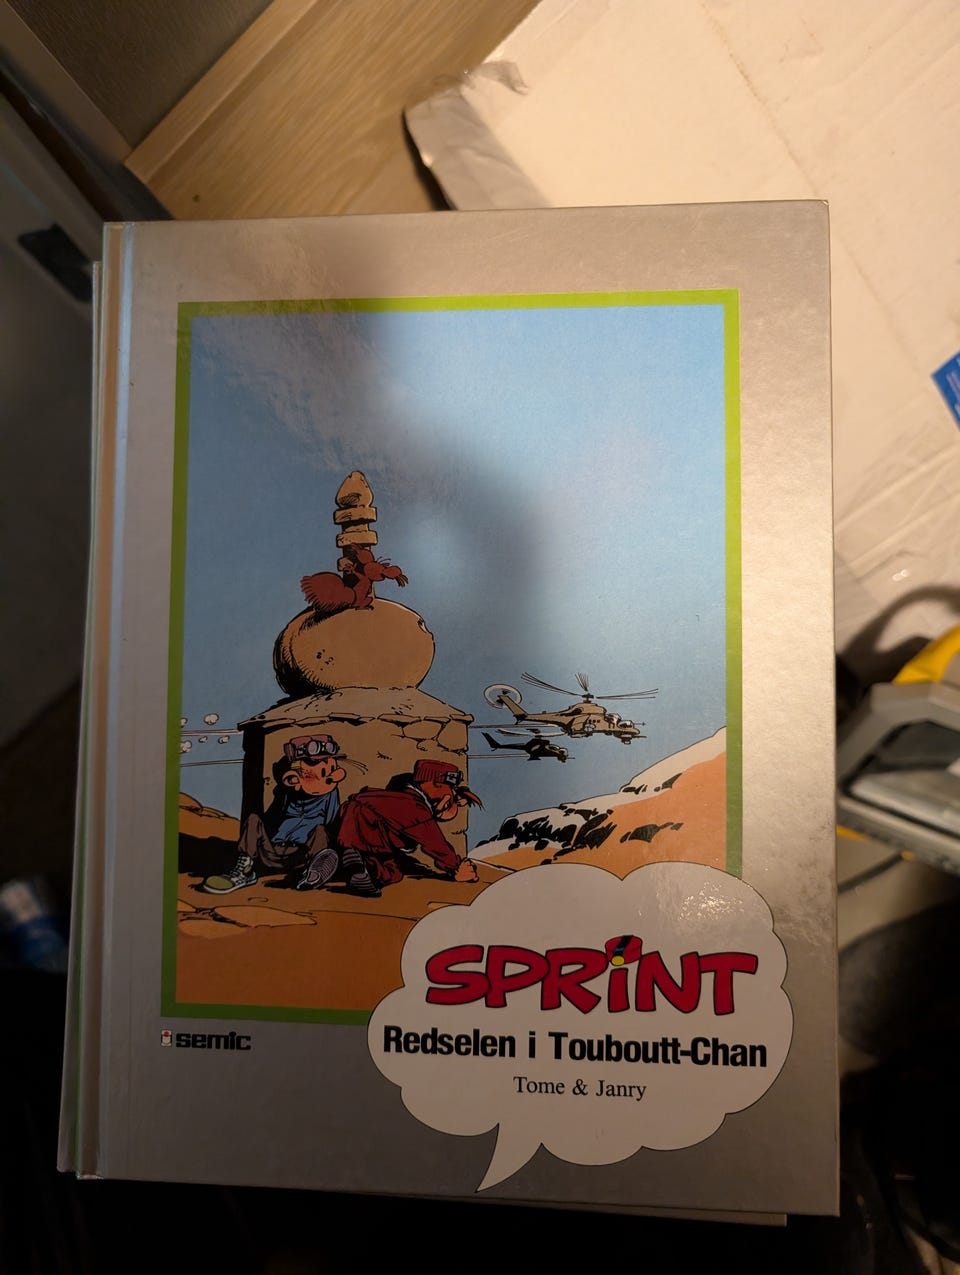 SPRINT
Redselen i Touboutt-Chan
Tome & Janry
semic